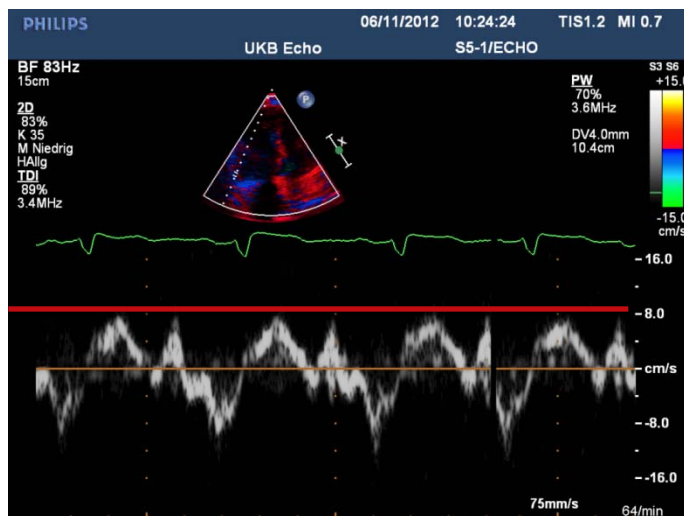 PHILIPS
06/11/2012 10:24:24 TIS1.2 MI 0.7
UKB Echo S5-1/ECHO
BF 83Hz
15cm
2D
83%
K 35
M Niedrig
HAllg
TDI
89%
3.4MHz
P
X
PW
70%
3.6MHz
DV4.0mm
10.4cm
S3 S6
+15.0
-15.0
cm/s
- 16.0
- 8.0
cm/s
- -8.0
- -16.0
75mm/s
64/min